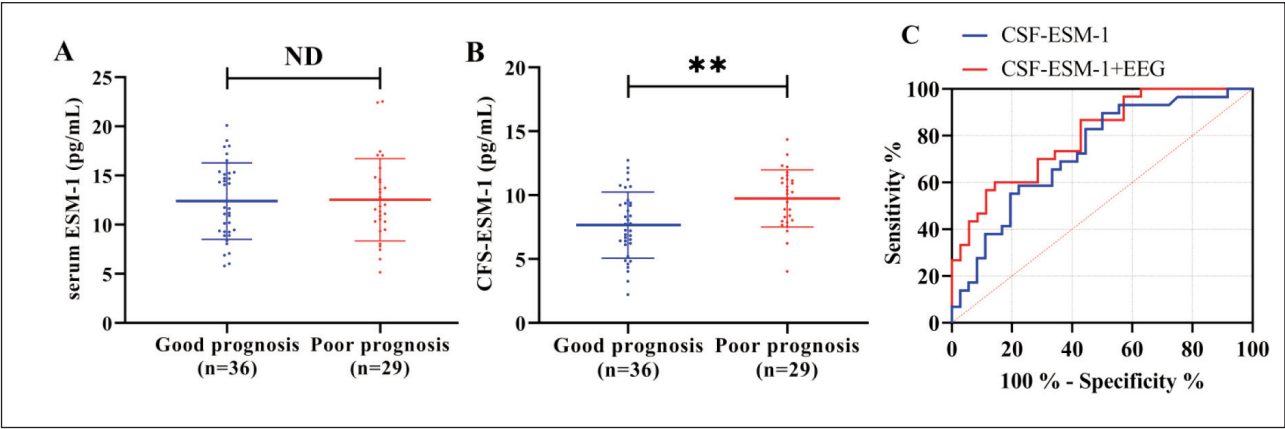 A
ND
serum ESM-1 (pg/mL)
25
20
15
10
5
0
Good prognosis
(n=36)
Poor prognosis
(n=29)
B
**
CFS-ESM-1 (pg/mL)
20
15
10
5
0
Good prognosis
(n=36)
Poor prognosis
(n=29)
C
CSF-ESM-1
CSF-ESM-1+EEG
Sensitivity %
100
80
60
40
20
0
0 20 40 60 80 100
100 % - Specificity %